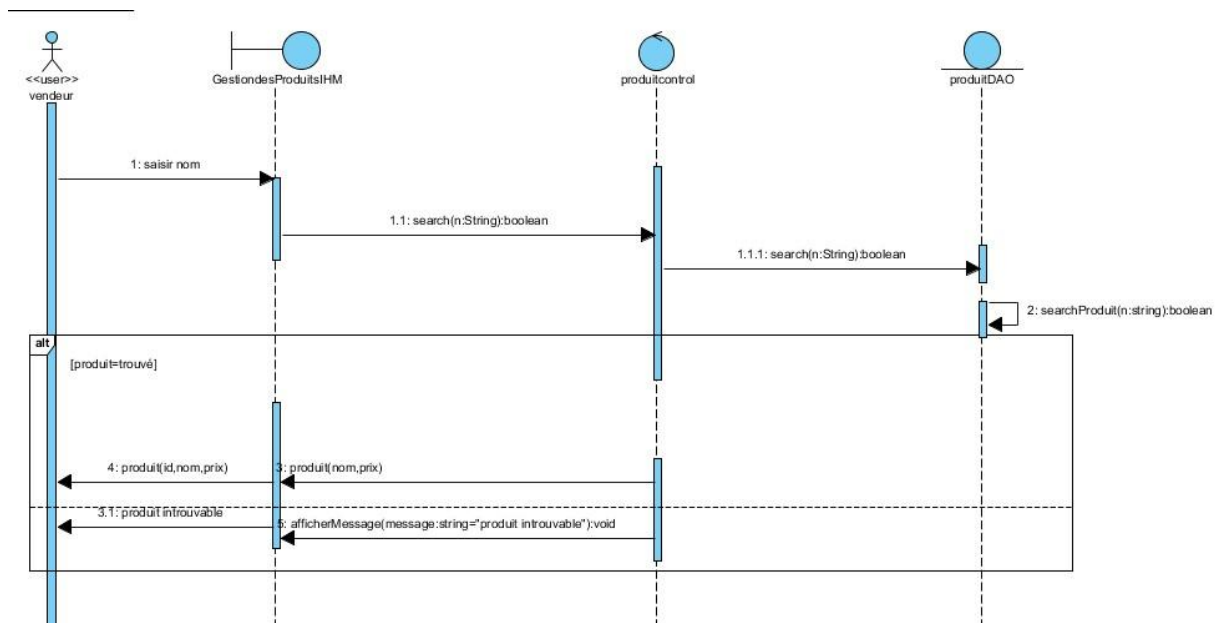 <<user>>
vendeur
GestiondesProduitsIHM
produitcontrol
produitDAO
1: saisir nom
1.1: search(n:String):boolean
1.1.1: search(n:String):boolean
2: searchProduit(n:string):boolean
alt
[produit=trouvé]
4: produit(id,nom,prix)
3: produit(nom,prix)
3.1: produit introuvable
5: afficherMessage(message:string="produit introuvable"):void